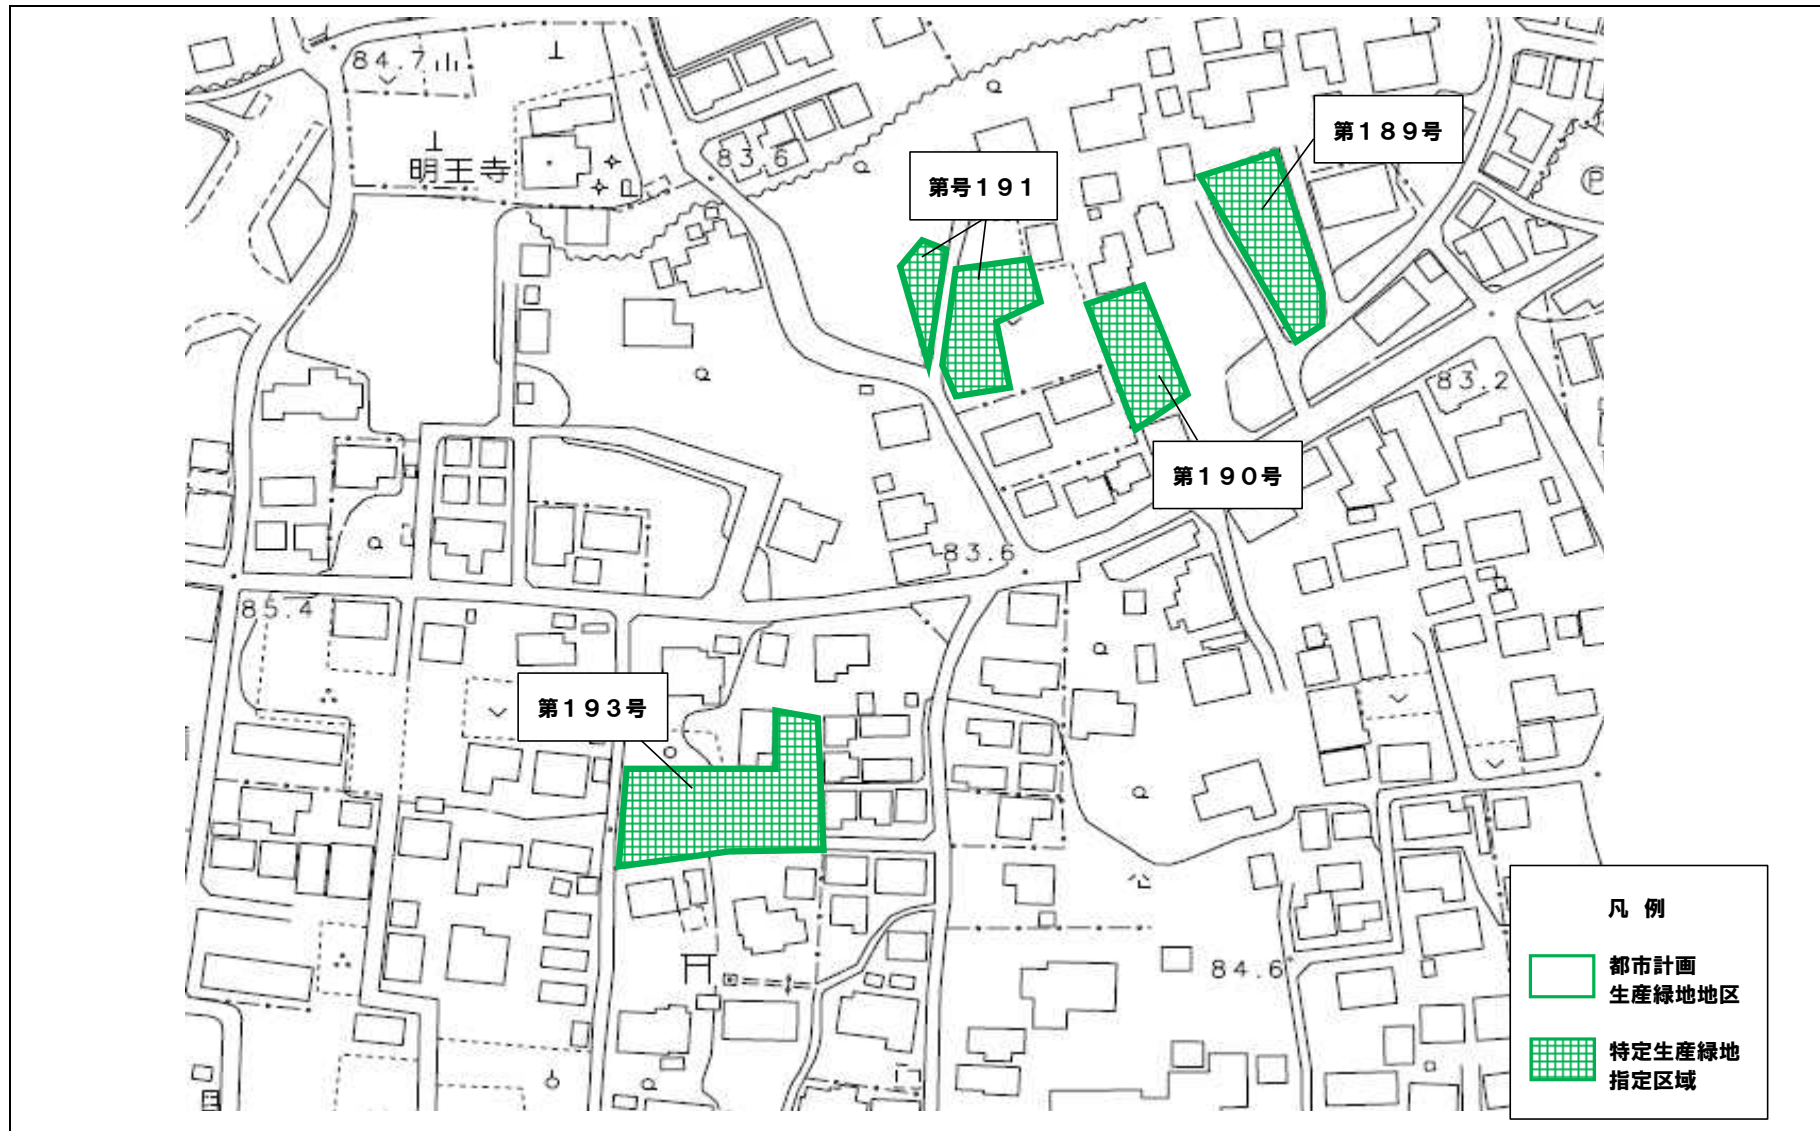 84.7
第１８９号
83.6
明王寺
第号１９１
P
83.2
第１９０号
83.6
85.4
第１９３号
凡 例
都市計画
生産緑地地区
84.6
特定生産緑地
指定区域